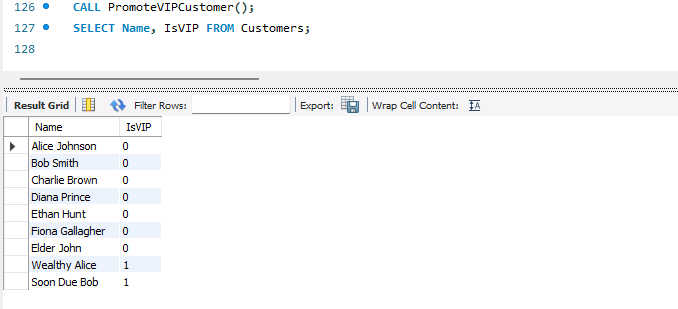 126 CALL PromoteVIPCustomer();
127 SELECT Name, IsVIP FROM Customers;
128
Result Grid Filter Rows: Export: Wrap Cell Content:
Name IsVIP
Alice Johnson 0
Bob Smith 0
Charlie Brown 0
Diana Prince 0
Ethan Hunt 0
Fiona Gallagher 0
Elder John 0
Wealthy Alice 1
Soon Due Bob 1